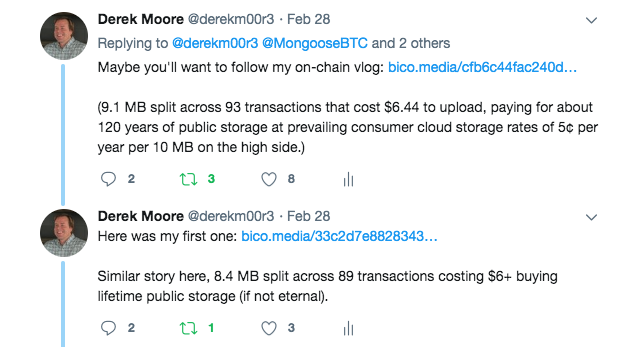 Derek Moore @derekm00r3 · Feb 28
Replying to @derekm00r3 @MongooseBTC and 2 others
Maybe you'll want to follow my on-chain vlog: bico.media/cfb6c44fac240d…
(9.1 MB split across 93 transactions that cost $6.44 to upload, paying for about
120 years of public storage at prevailing consumer cloud storage rates of 5¢ per
year per 10 MB on the high side.)
2 3 8
Derek Moore @derekm00r3 · Feb 28
Here was my first one: bico.media/33c2d7e8828343…
Similar story here, 8.4 MB split across 89 transactions costing $6+ buying
lifetime public storage (if not eternal).
2 1 3